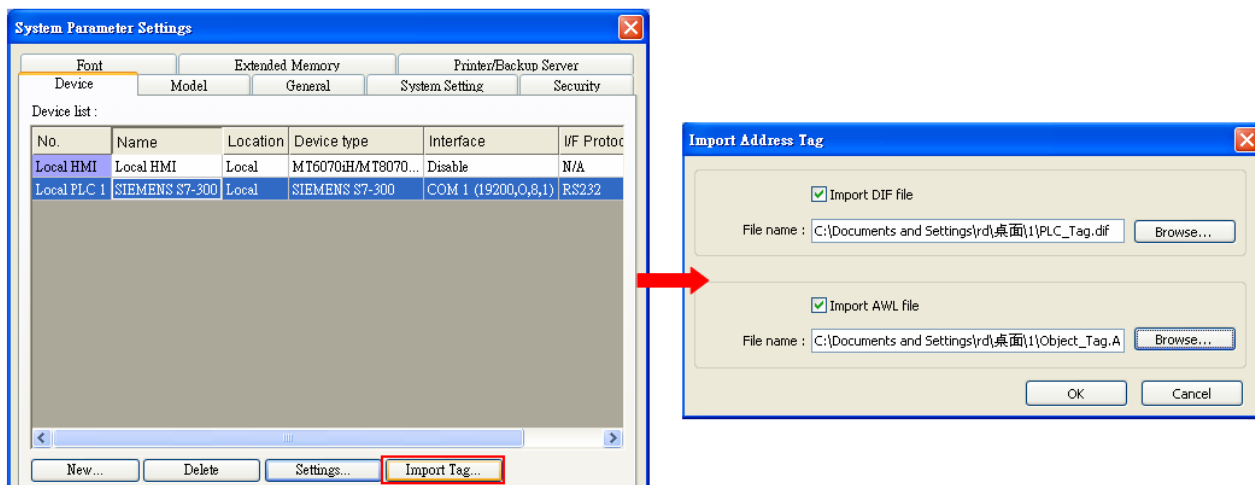 System Parameter Settings
Font Extended Memory Printer/Backup Server
Device Model General System Setting Security
Device list :
No. Name Location Device type Interface I/F Protoc
Local HMI Local HMI Local MT6070iH/MT8070... Disable N/A
Local PLC 1 SIEMENS S7-300 Local SIEMENS S7-300 COM 1 (19200,O,8,1) RS232
New... Delete Settings... Import Tag...
Import Address Tag
Import DIF file
File name : C:\Documents and Settings\rd\桌面\1\PLC_Tag.dif Browse...
Import AWL file
File name : C:\Documents and Settings\rd\桌面\1\Object_Tag.A Browse...
OK Cancel